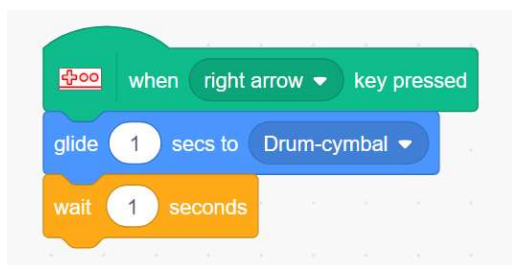 when right arrow key pressed
glide 1 secs to Drum-cymbal
wait 1 seconds